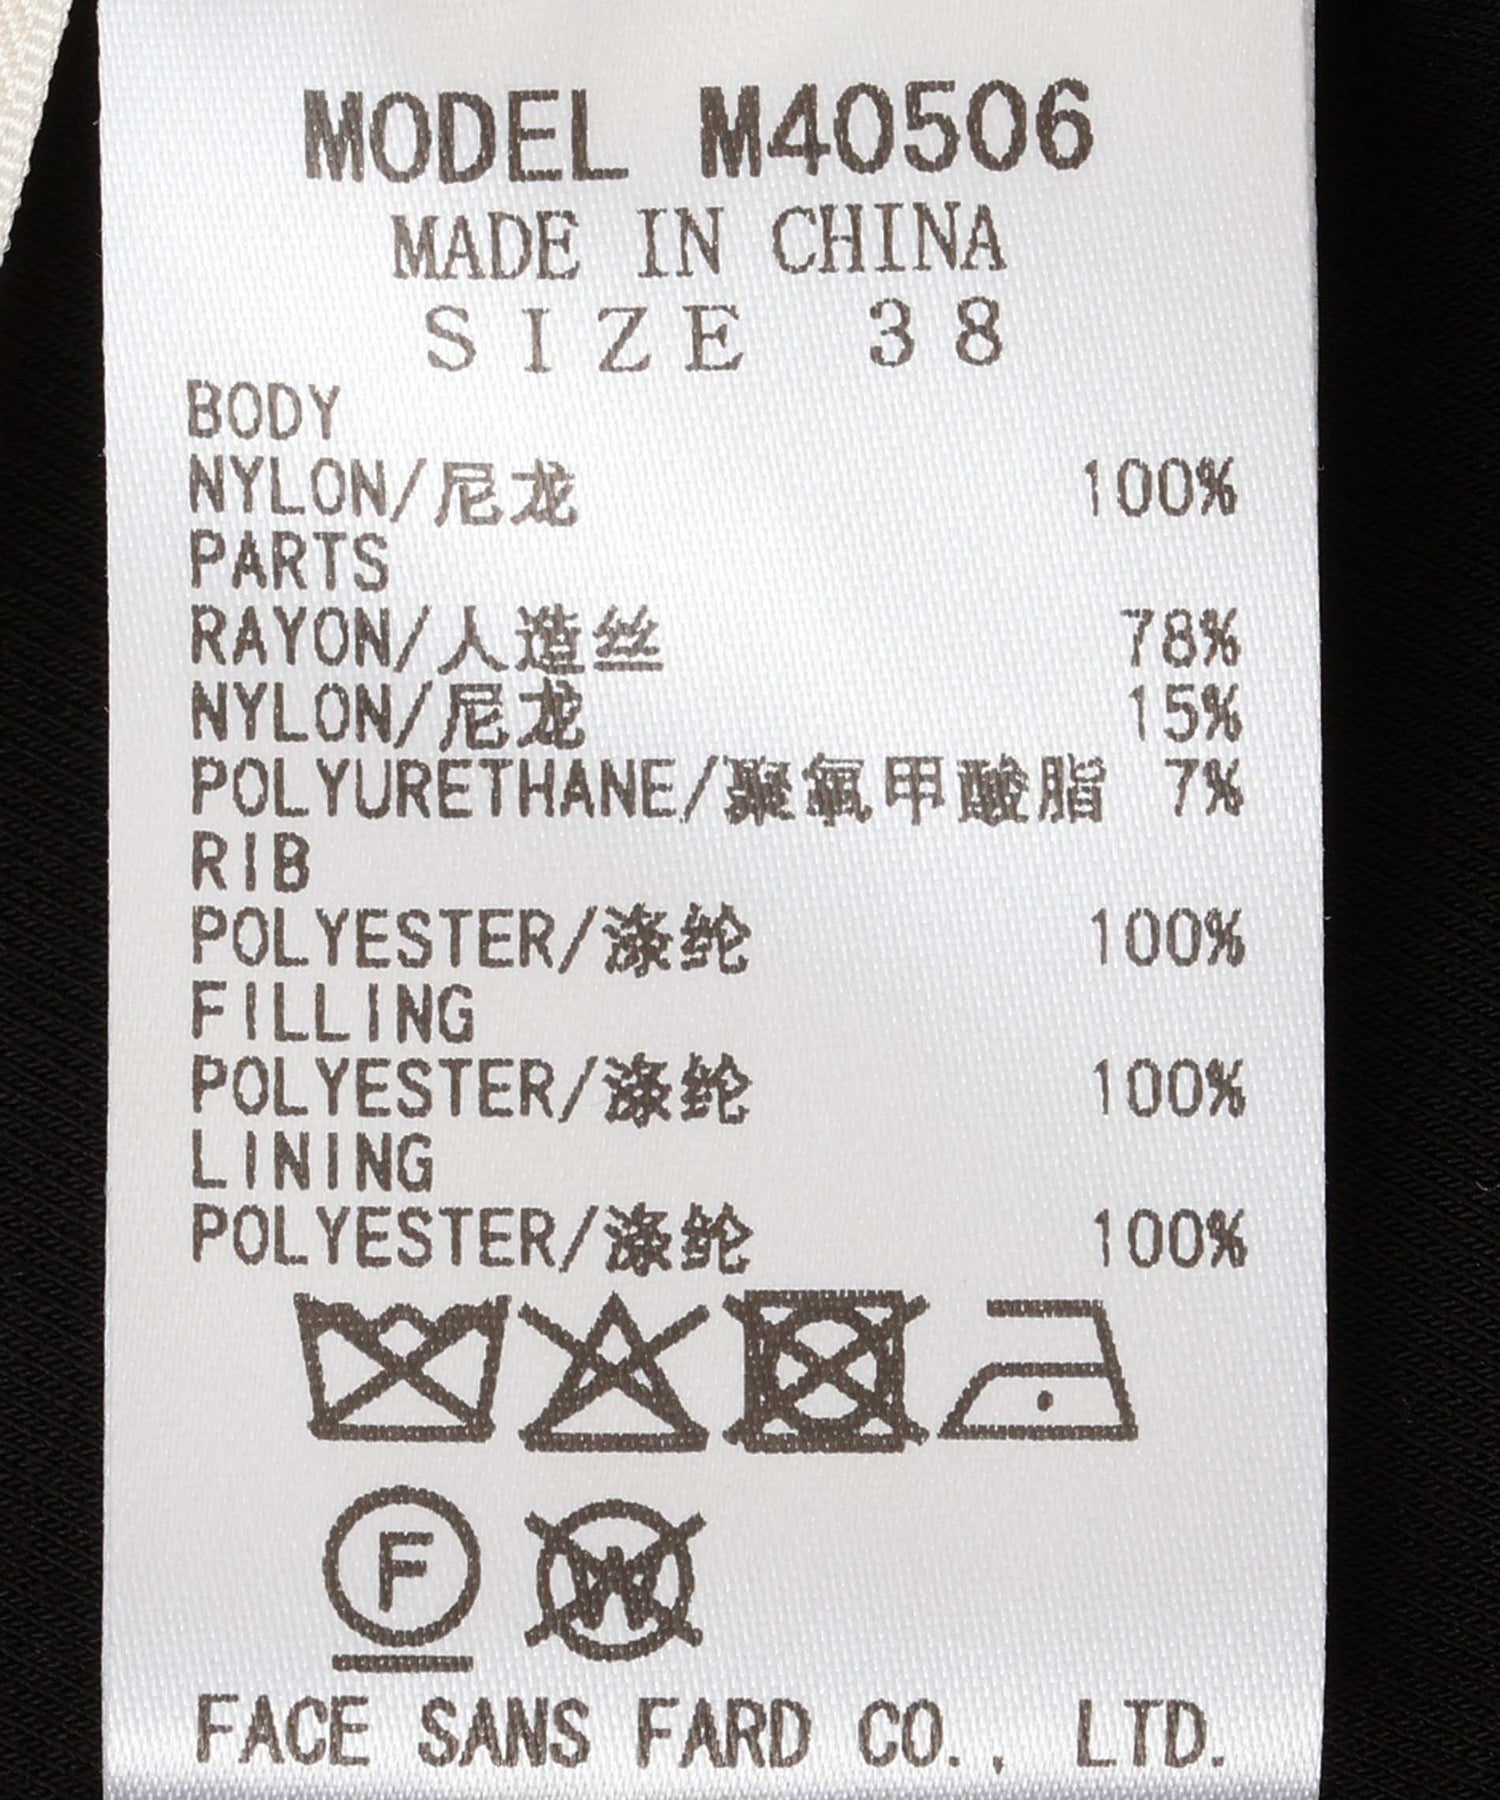 MODEL M40506
MADE IN CHINA
SIZE 38
BODY
NYLON/尼龙 100%
PARTS
RAYON/人造丝 78%
NYLON/尼龙 15%
POLYURETHANE/聚氨甲酸脂 7%
RIB
POLYESTER/涤纶 100%
FILLING
POLYESTER/涤纶 100%
LINING
POLYESTER/涤纶 100%
F W
FACE SANS FARD CO., LTD.